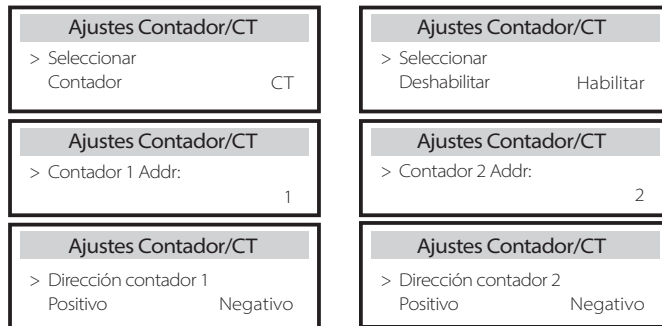 Ajustes Contador/CT
> Seleccionar
Contador CT
Ajustes Contador/CT
> Seleccionar
Deshabilitar Habilitar
Ajustes Contador/CT
> Contador 1 Addr:
1
Ajustes Contador/CT
> Contador 2 Addr:
2
Ajustes Contador/CT
> Dirección contador 1
Positivo Negativo
Ajustes Contador/CT
> Dirección contador 2
Positivo Negativo